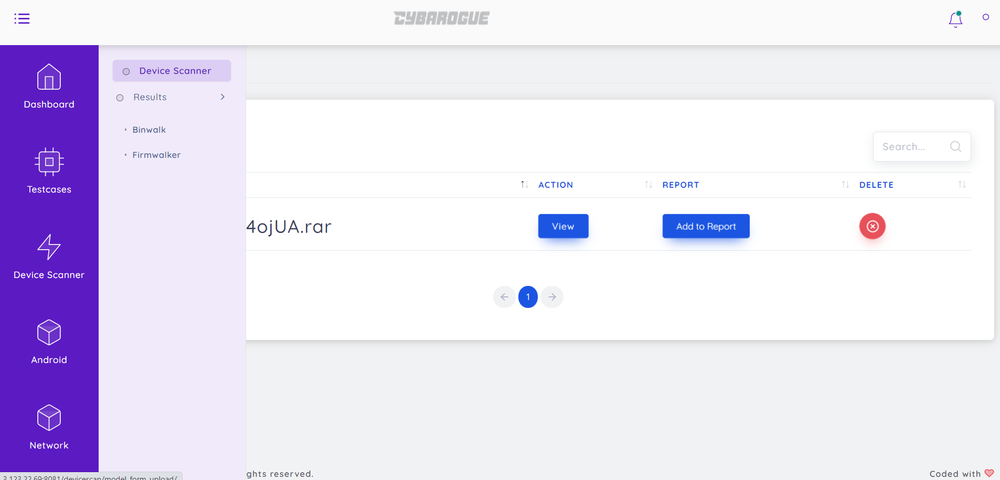 CYBAROGUE
Device Scanner
Results
Binwalk
Firmwalker
Dashboard
Testcases
Device Scanner
Android
Network
Search...
ACTION REPORT DELETE
4ojUA.rar View Add to Report
1
ghts reserved. Coded with
3.123.22.69:8081/devicescan/model_form_upload/